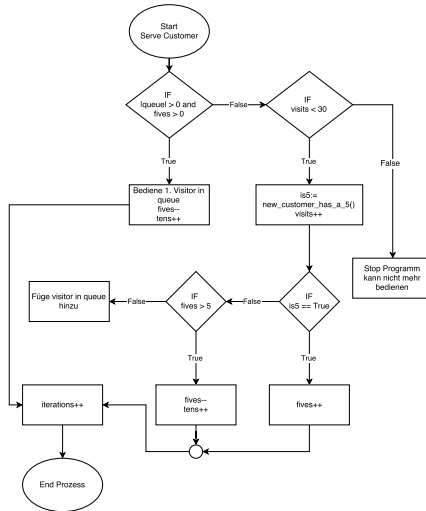 Start
Serve Customer
IF
lqueuel > 0 and
fives > 0
False
IF
visits < 30
True
True
False
Bediene 1. Visitor in
queue
fives--
tens++
is5:=
new_customer_has_a_5()
visits++
Stop Programm
kann nicht mehr
bedienen
Füge visitor in queue
hinzu
False
IF
fives > 5
False
IF
is5 == True
True
True
iterations++
fives--
tens++
fives++
End Prozess